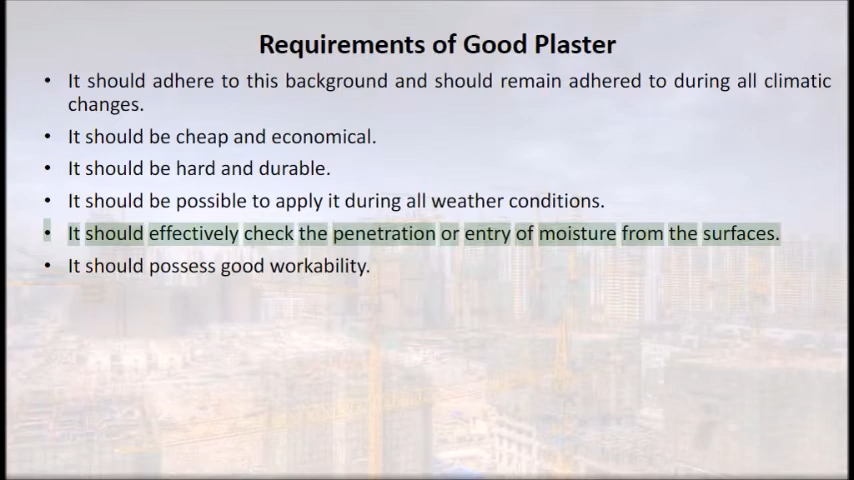 Requirements of Good Plaster
• It should adhere to this background and should remain adhered to during all climatic
changes.
• It should be cheap and economical.
• It should be hard and durable.
• It should be possible to apply it during all weather conditions.
• It should effectively check the penetration or entry of moisture from the surfaces.
• It should possess good workability.